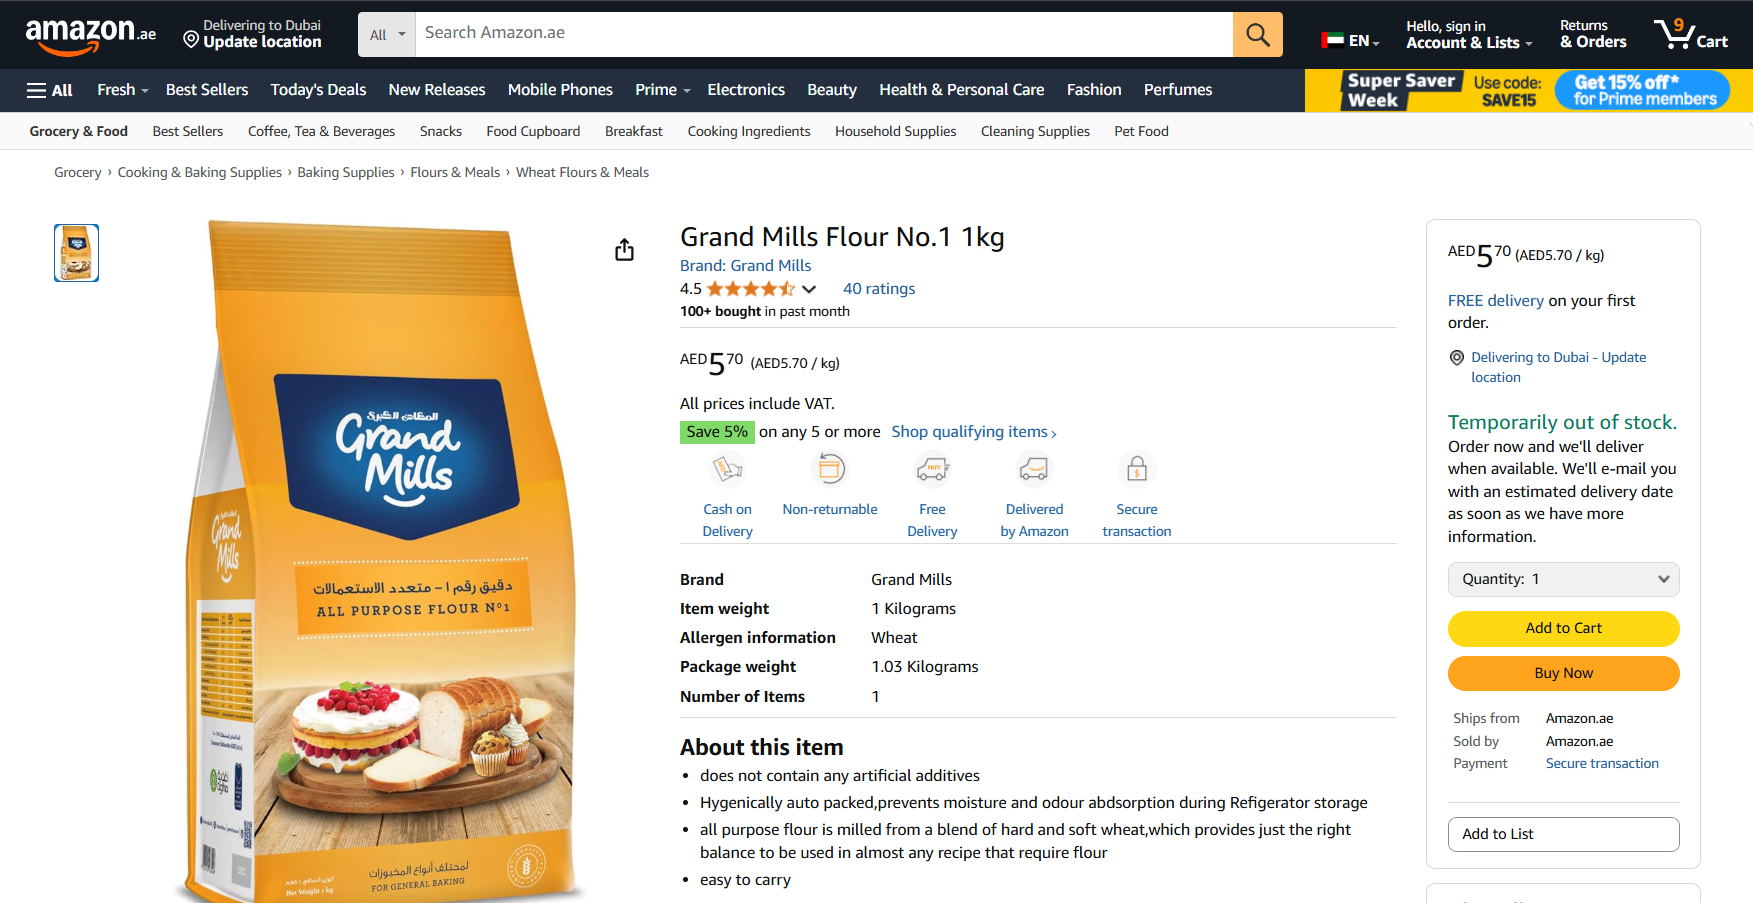 amazon.ae
Delivering to Dubai
Update location
All
Search Amazon.ae
EN
Hello, sign in
Account & Lists
Returns
& Orders
9
Cart
All
Fresh
Best Sellers
Today's Deals
New Releases
Mobile Phones
Prime
Electronics
Beauty
Health & Personal Care
Fashion
Perfumes
Super Saver
Week
Use code:
SAVE15
Get 15% off*
for Prime members
Grocery & Food
Best Sellers
Coffee, Tea & Beverages
Snacks
Food Cupboard
Breakfast
Cooking Ingredients
Household Supplies
Cleaning Supplies
Pet Food
Grocery › Cooking & Baking Supplies › Baking Supplies › Flours & Meals › Wheat Flours & Meals
المطاحن الكبرى
Grand
Mills
دقيق رقم ١ – متعدد الاستعمالات
ALL PURPOSE FLOUR Nº1
Grand
Mills
لمختلف أنواع المخبوزات
FOR GENERAL BAKING
Net Weight 1 kg
Grand Mills Flour No.1 1kg
Brand: Grand Mills
4.5
40 ratings
100+ bought in past month
AED5 70 (AED5.70 / kg)
All prices include VAT.
Save 5% on any 5 or more Shop qualifying items ›
Cash on
Delivery
Non-returnable
FREE
Free
Delivery
Delivered
by Amazon
Secure
transaction
Brand Grand Mills
Item weight 1 Kilograms
Allergen information Wheat
Package weight 1.03 Kilograms
Number of Items 1
About this item
• does not contain any artificial additives
• Hygenically auto packed,prevents moisture and odour abdsorption during Refigerator storage
• all purpose flour is milled from a blend of hard and soft wheat,which provides just the right
balance to be used in almost any recipe that require flour
• easy to carry
AED5 70 (AED5.70 / kg)
FREE delivery on your first
order.
Delivering to Dubai - Update
location
Temporarily out of stock.
Order now and we'll deliver
when available. We'll e-mail you
with an estimated delivery date
as soon as we have more
information.
Quantity: 1
Add to Cart
Buy Now
Ships from Amazon.ae
Sold by Amazon.ae
Payment Secure transaction
Add to List